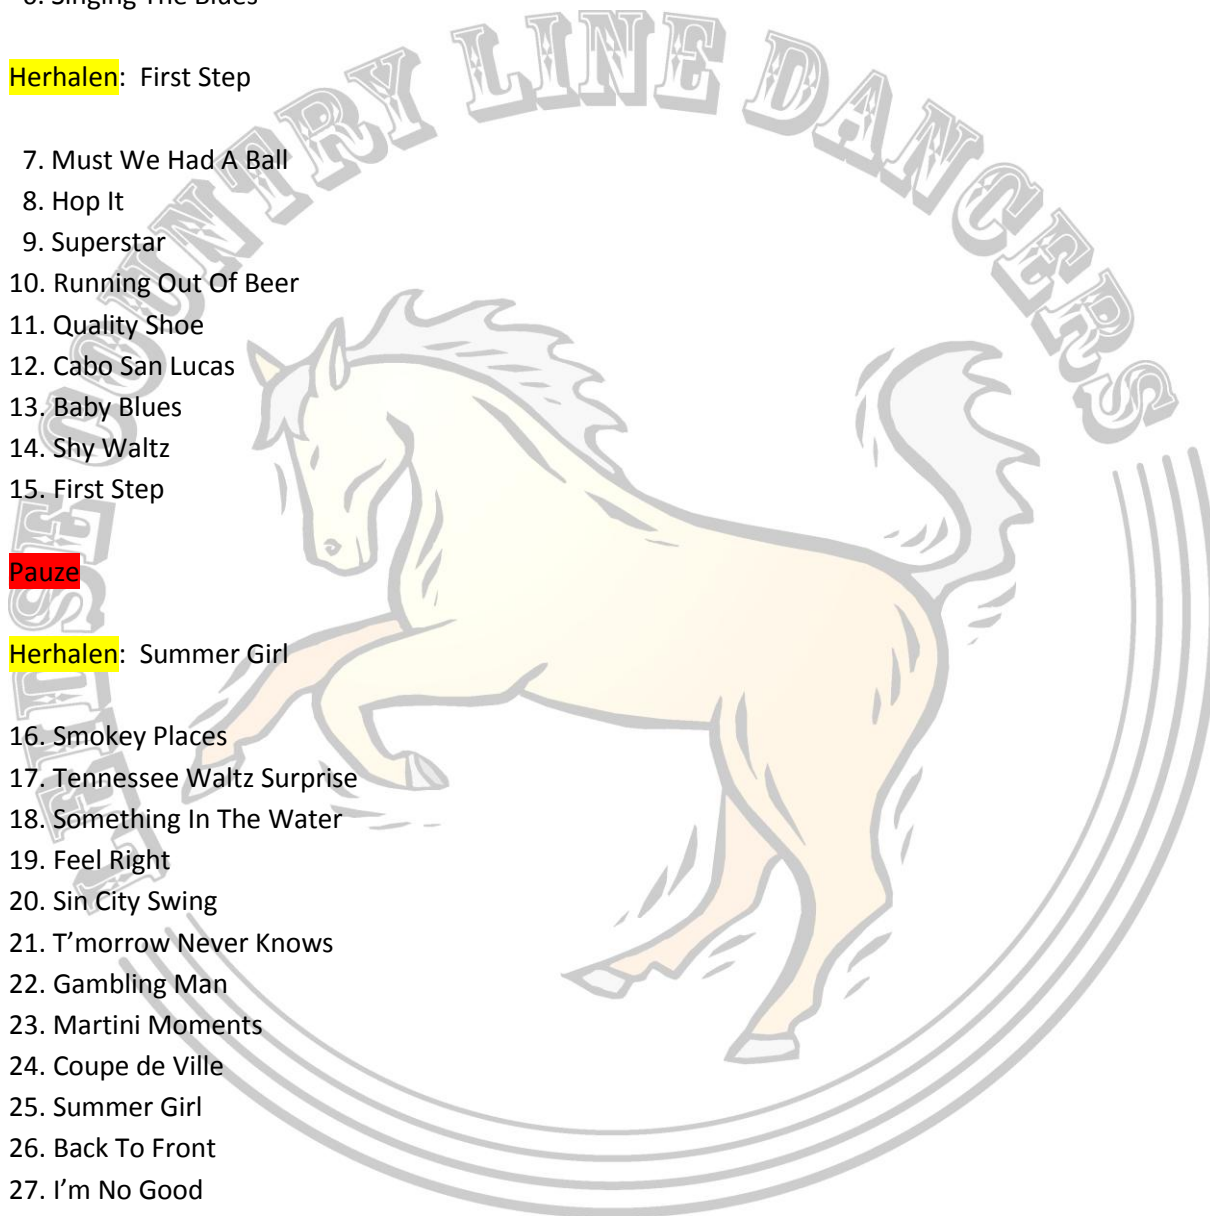 6. Singing The Blues
Herhalen: First Step
7. Must We Had A Ball
8. Hop It
9. Superstar
10. Running Out Of Beer
11. Quality Shoe
12. Cabo San Lucas
13. Baby Blues
14. Shy Waltz
15. First Step
Pauze
Herhalen: Summer Girl
16. Smokey Places
17. Tennessee Waltz Surprise
18. Something In The Water
19. Feel Right
20. Sin City Swing
21. T’morrow Never Knows
22. Gambling Man
23. Martini Moments
24. Coupe de Ville
25. Summer Girl
26. Back To Front
27. I’m No Good
COUNTRY LINE DANCERS